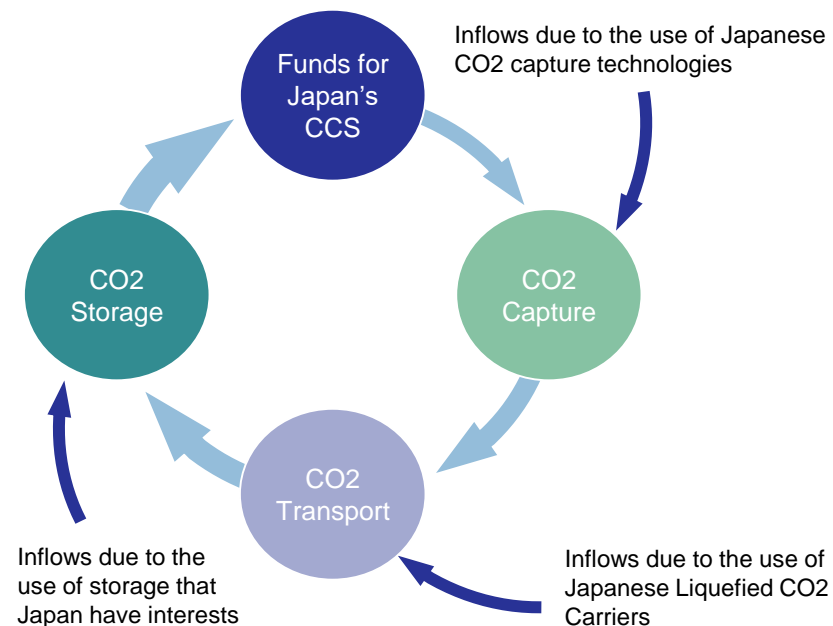 Funds for
Japan's
CCS
Inflows due to the use of Japanese
CO2 capture technologies
CO2
Capture
CO2
Transport
Inflows due to the use of
Japanese Liquefied CO2
Carriers
CO2
Storage
Inflows due to the
use of storage that
Japan have interests